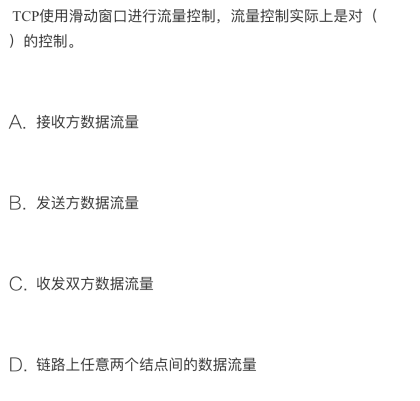 TCP使用滑动窗口进行流量控制，流量控制实际上是对（
）的控制。
A. 接收方数据流量
B. 发送方数据流量
C. 收发双方数据流量
D. 链路上任意两个结点间的数据流量